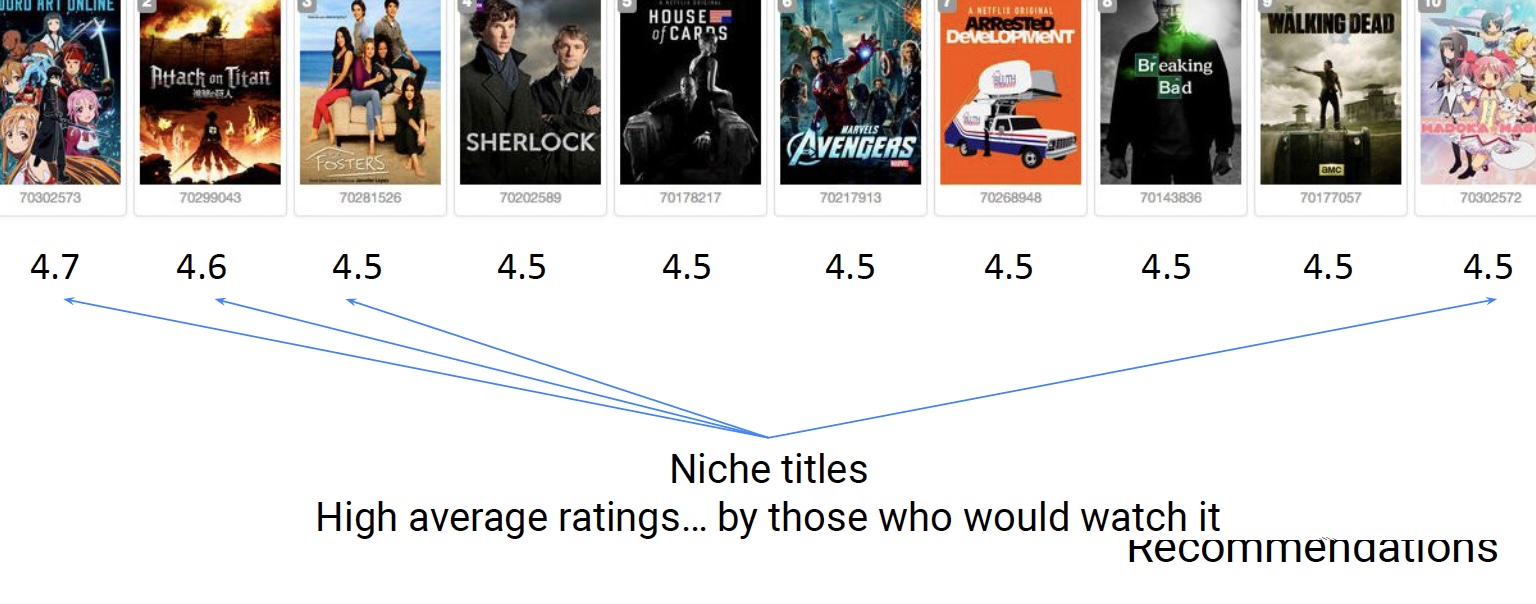 2 3 4 5 6 7 8 9 10
ART ONLINE
Attack on Titan
進撃の巨人
FOSTERS
SHERLOCK
A NETFLIX ORIGINAL
HOUSE
of CARDS
MARVEL'S
AVENGERS
MARVEL
A NETFLIX ORIGINAL
ARRESTED
DEVELOPMENT
BLUTH
Breaking
Bad
THE
WALKING DEAD
AMC
MADOKA MAG
70302573 70299043 70281526 70202589 70178217 70217913 70268948 70143836 70177057 70302572
4.7 4.6 4.5 4.5 4.5 4.5 4.5 4.5 4.5 4.5
Niche titles
High average ratings... by those who would watch it
Recommendations